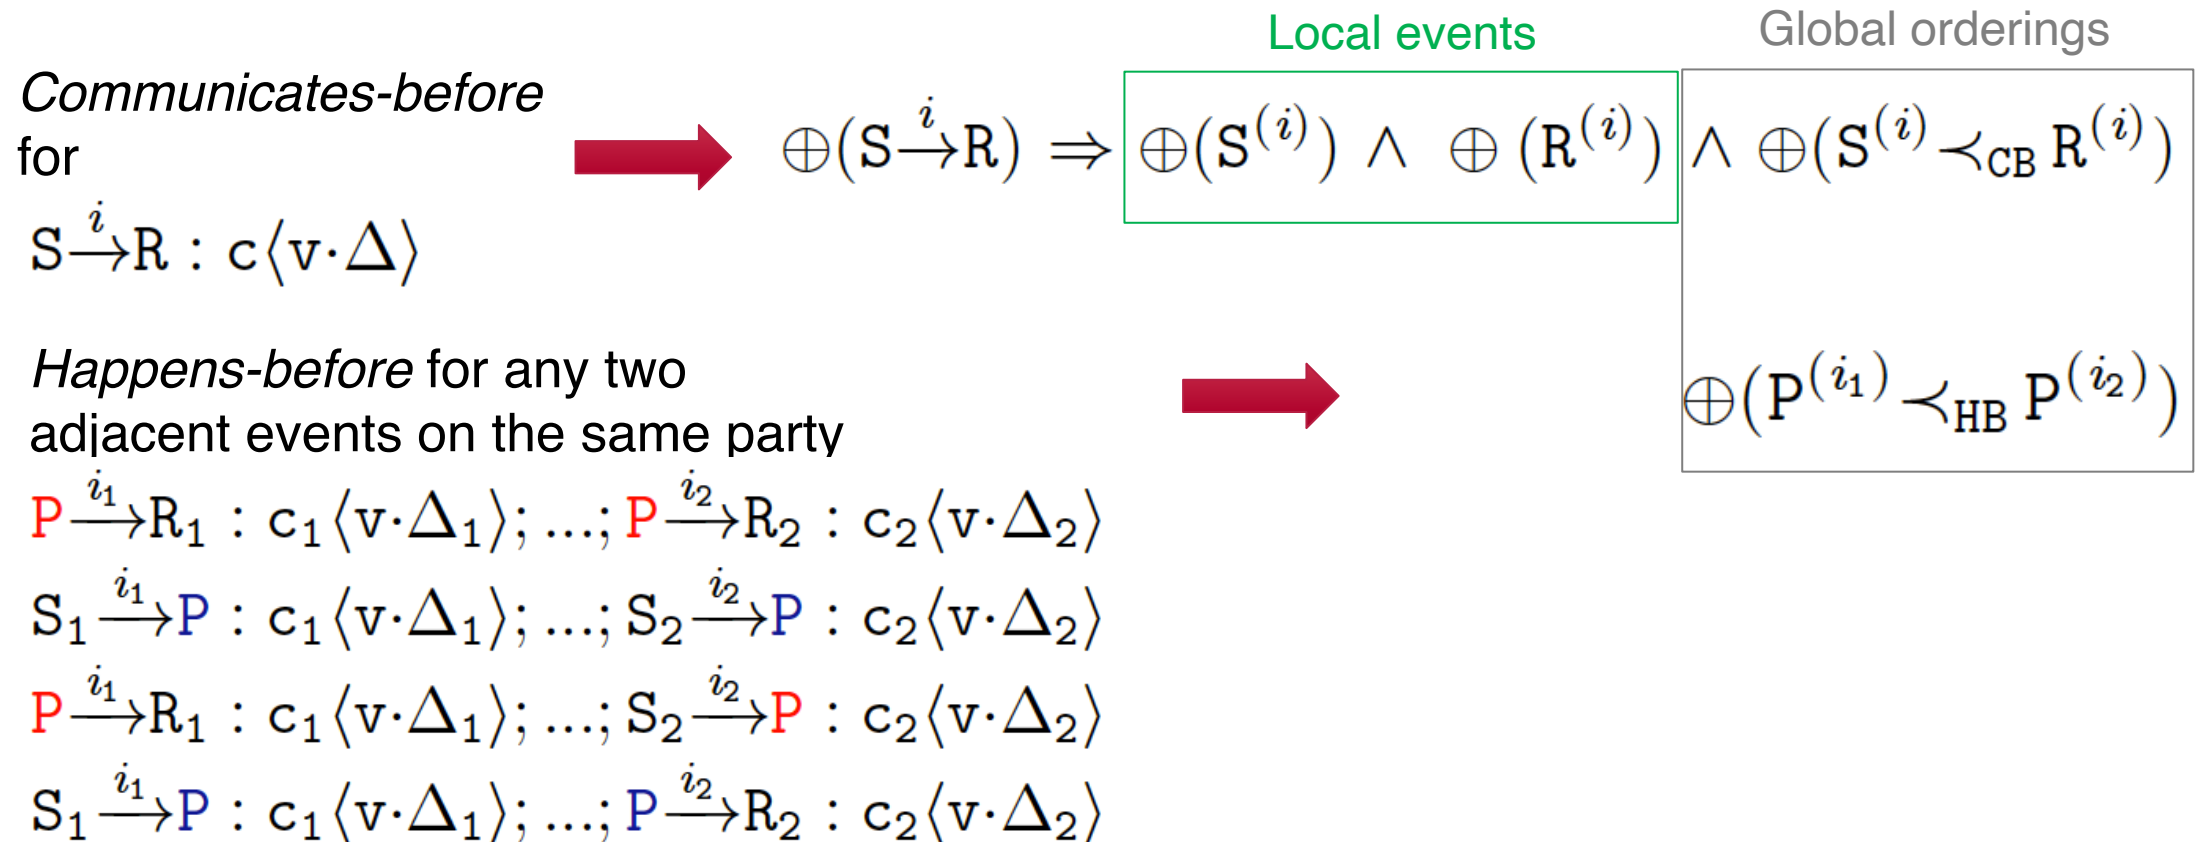 Local events
Global orderings
Communicates-before
for
⊕(S —i→ R) ⇒ ⊕(S⁽ⁱ⁾) ∧ ⊕ (R⁽ⁱ⁾) ∧ ⊕(S⁽ⁱ⁾ ≺_CB R⁽ⁱ⁾)
S —i→ R : c⟨v·Δ⟩
Happens-before for any two
adjacent events on the same party
⊕(P^(i₁) ≺_HB P^(i₂))
P —i₁→ R₁ : c₁⟨v·Δ₁⟩; ...; P —i₂→ R₂ : c₂⟨v·Δ₂⟩
S₁ —i₁→ P : c₁⟨v·Δ₁⟩; ...; S₂ —i₂→ P : c₂⟨v·Δ₂⟩
P —i₁→ R₁ : c₁⟨v·Δ₁⟩; ...; S₂ —i₂→ P : c₂⟨v·Δ₂⟩
S₁ —i₁→ P : c₁⟨v·Δ₁⟩; ...; P —i₂→ R₂ : c₂⟨v·Δ₂⟩